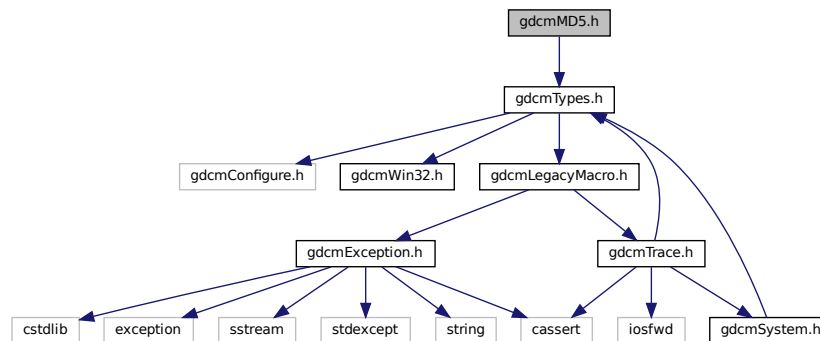 gdcmMD5.h
gdcmTypes.h
gdcmConfigure.h
gdcmWin32.h
gdcmLegacyMacro.h
gdcmException.h
gdcmTrace.h
cstdlib
exception
sstream
stdexcept
string
cassert
iosfwd
gdcmSystem.h